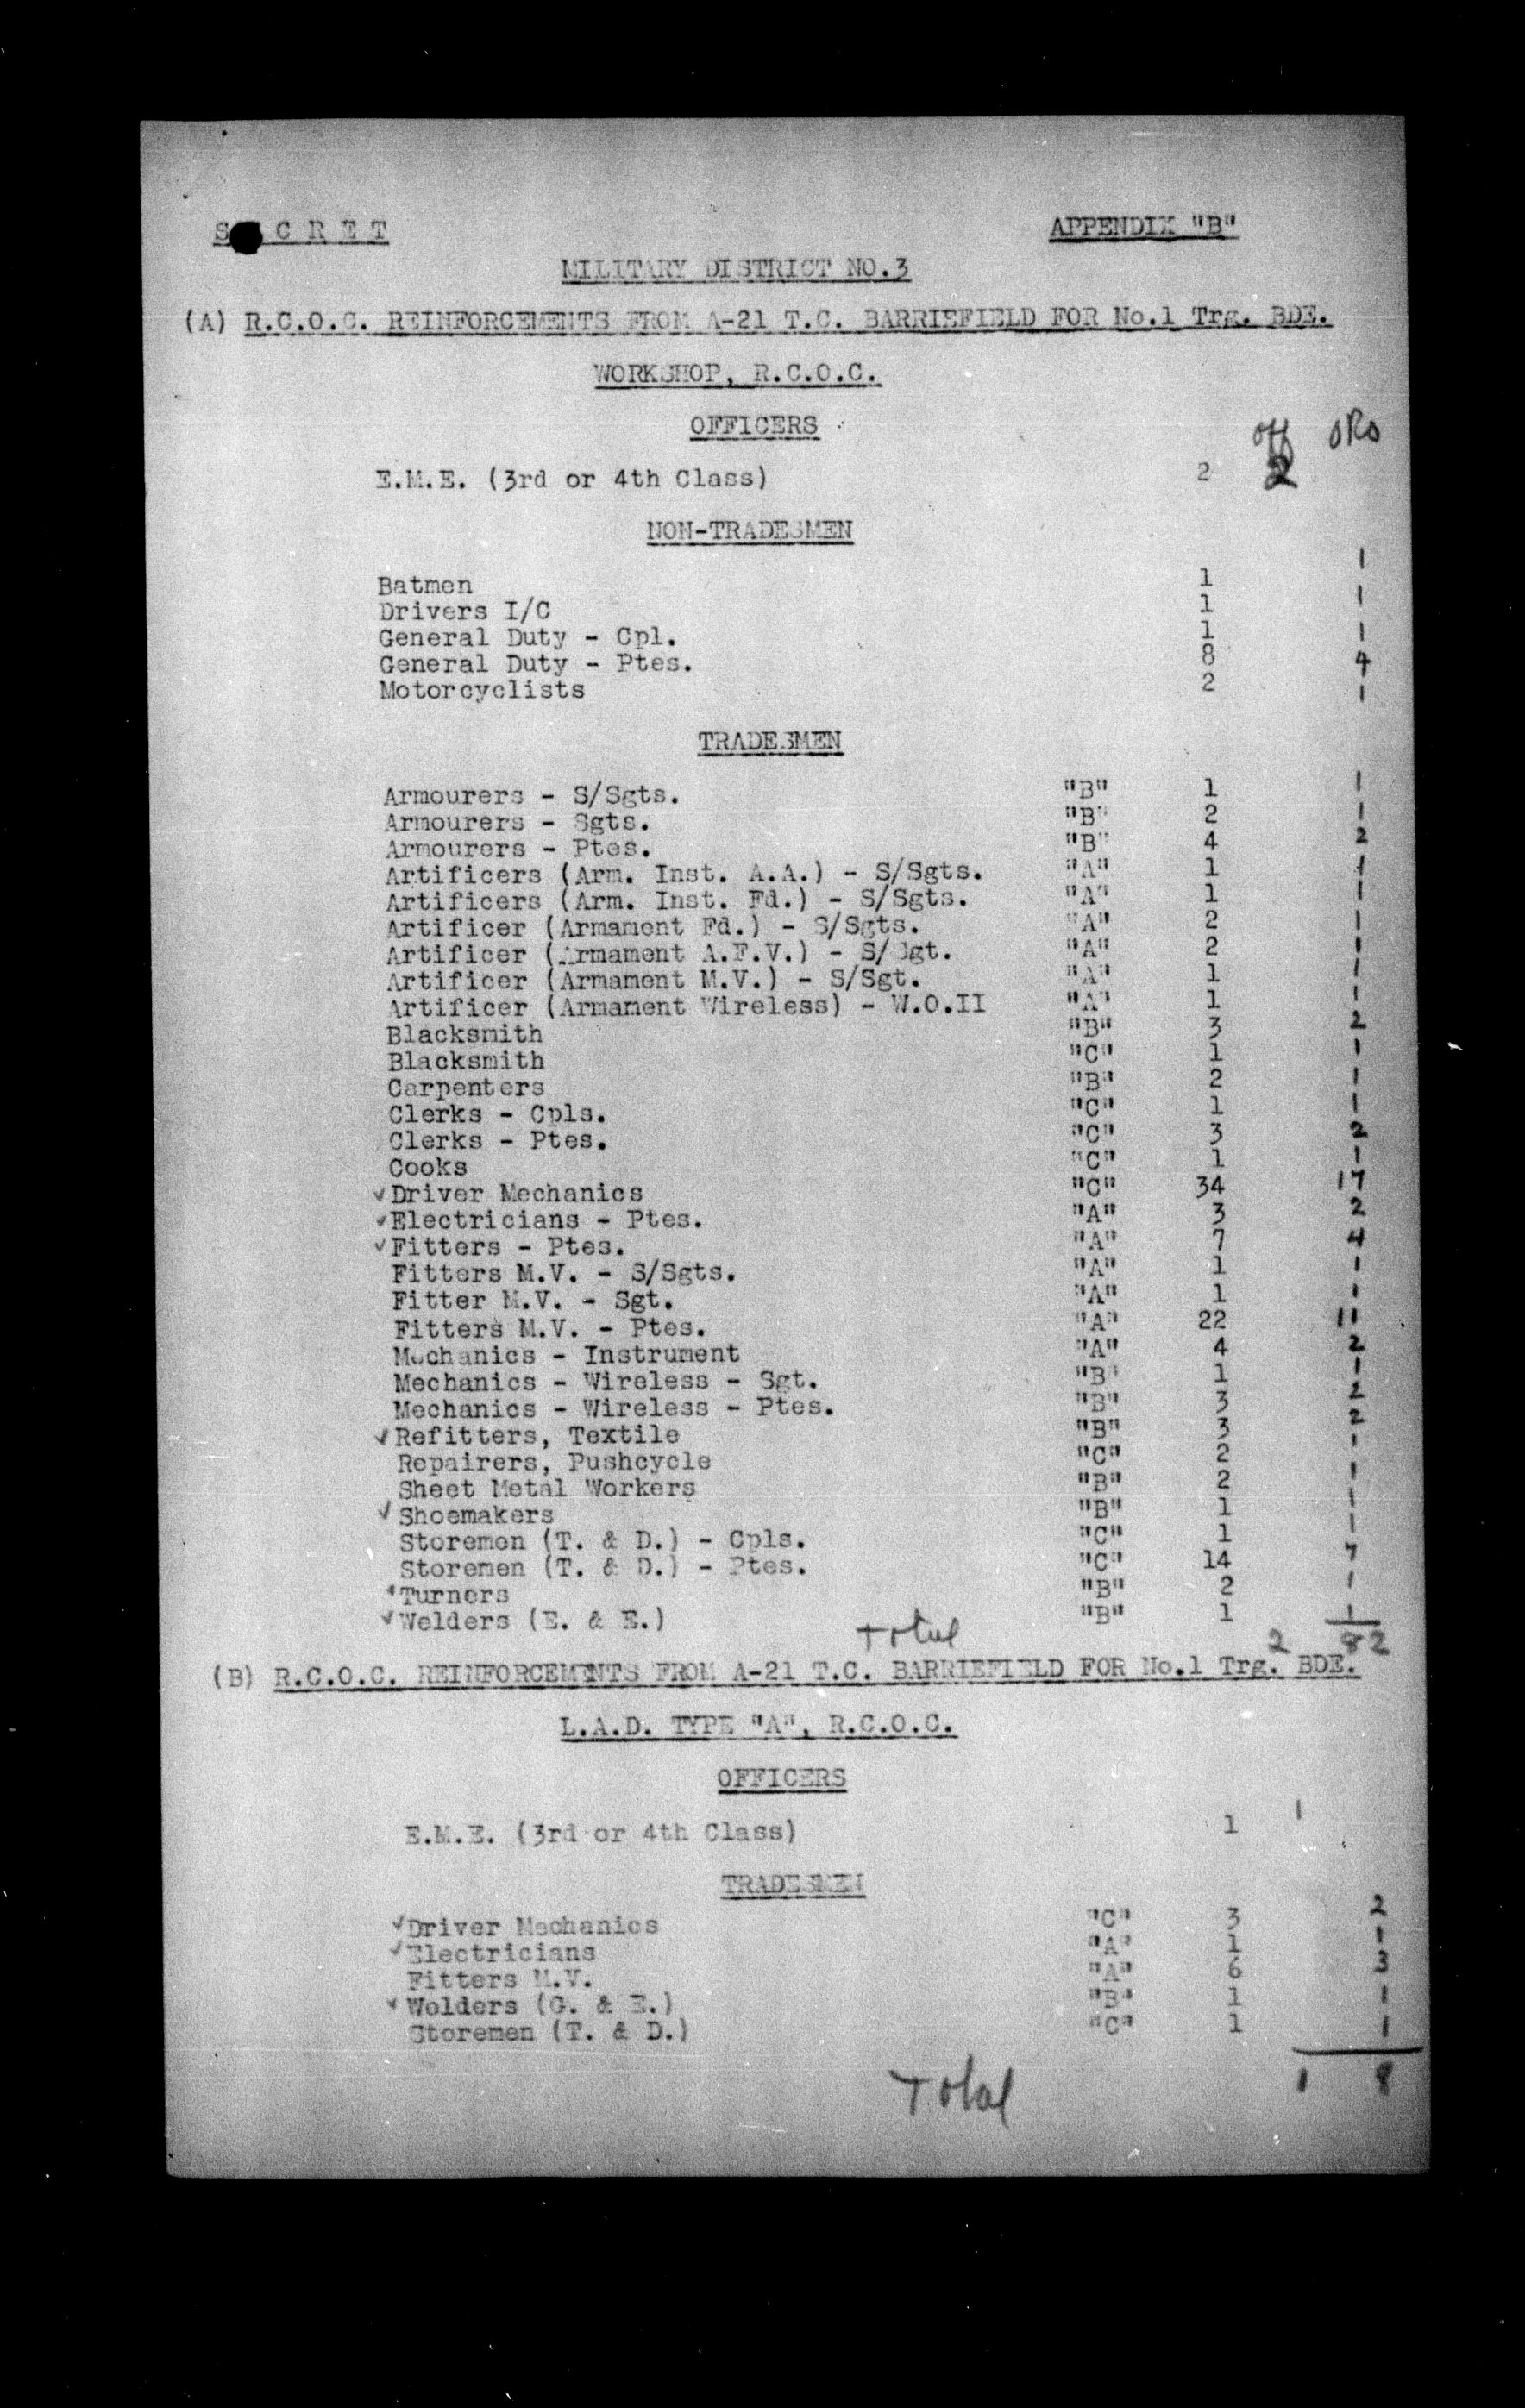 S E C R E T APPENDIX "B"
MILITARY DISTRICT NO.3
(A) R.C.O.C. REINFORCEMENTS FROM A-21 T.C. BARRIEFIELD FOR No.1 Trg. BDE.
WORKSHOP, R.C.O.C.
OFFICERS
off ORs
E.M.E. (3rd or 4th Class) 2 2
NON-TRADESMEN
Batmen 1 1
Drivers I/C 1 1
General Duty - Cpl. 1 1
General Duty - Ptes. 8 4
Motorcyclists 2 1
TRADESMEN
Armourers - S/Sgts. "B" 1 1
Armourers - Sgts. "B" 2 1
Armourers - Ptes. "B" 4 2
Artificers (Arm. Inst. A.A.) - S/Sgts. "A" 1 1
Artificers (Arm. Inst. Fd.) - S/Sgts. "A" 1 1
Artificer (Armament Fd.) - S/Sgts. "A" 2 1
Artificer (Armament A.F.V.) - S/Sgt. "A" 2 1
Artificer (Armament M.V.) - S/Sgt. "A" 1 1
Artificer (Armament Wireless) - W.O.II "A" 1 1
Blacksmith "B" 3 2
Blacksmith "C" 1 1
Carpenters "B" 2 1
Clerks - Cpls. "C" 1 1
Clerks - Ptes. "C" 3 2
Cooks "C" 1 1
✓Driver Mechanics "C" 34 17
✓Electricians - Ptes. "A" 3 2
✓Fitters - Ptes. "A" 7 4
Fitters M.V. - S/Sgts. "A" 1 1
Fitter M.V. - Sgt. "A" 1 1
Fitters M.V. - Ptes. "A" 22 11
Mechanics - Instrument "A" 4 2
Mechanics - Wireless - Sgt. "B" 1 1
Mechanics - Wireless - Ptes. "B" 3 2
✓Refitters, Textile "B" 3 2
Repairers, Pushcycle "C" 2 1
Sheet Metal Workers "B" 2 1
✓Shoemakers "B" 1 1
Storemen (T. & D.) - Cpls. "C" 1 1
Storemen (T. & D.) - Ptes. "C" 14 7
✓Turners "B" 2 1
✓Welders (E. & E.) "B" 1 1
Total 2 82
(B) R.C.O.C. REINFORCEMENTS FROM A-21 T.C. BARRIEFIELD FOR No.1 Trg. BDE.
L.A.D. TYPE "A", R.C.O.C.
OFFICERS
E.M.E. (3rd or 4th Class) 1 1
TRADESMEN
✓Driver Mechanics "C" 3 2
✓Electricians "A" 1 1
Fitters M.V. "A" 6 3
✓Welders (G. & E.) "B" 1 1
Storemen (T. & D.) "C" 1 1
Total 1 8